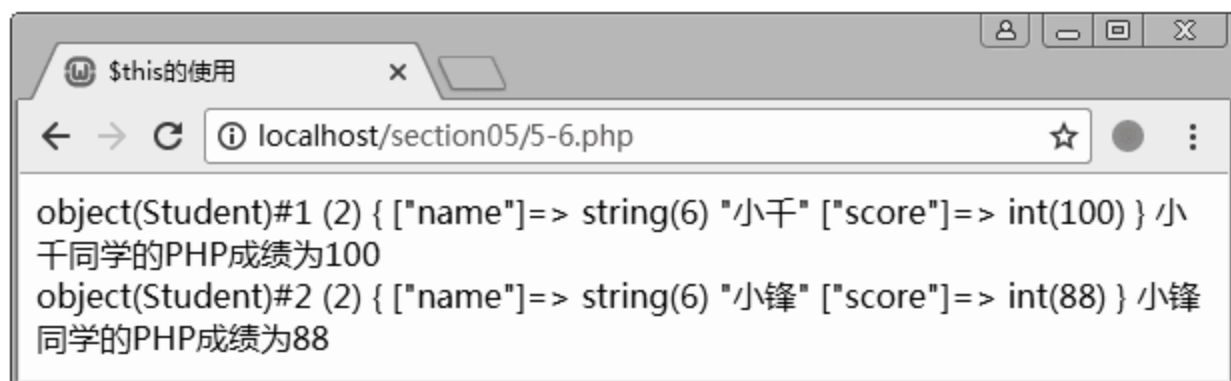 $this的使用
localhost/section05/5-6.php
object(Student)#1 (2) { ["name"]=> string(6) "小千" ["score"]=> int(100) } 小
千同学的PHP成绩为100
object(Student)#2 (2) { ["name"]=> string(6) "小锋" ["score"]=> int(88) } 小锋
同学的PHP成绩为88